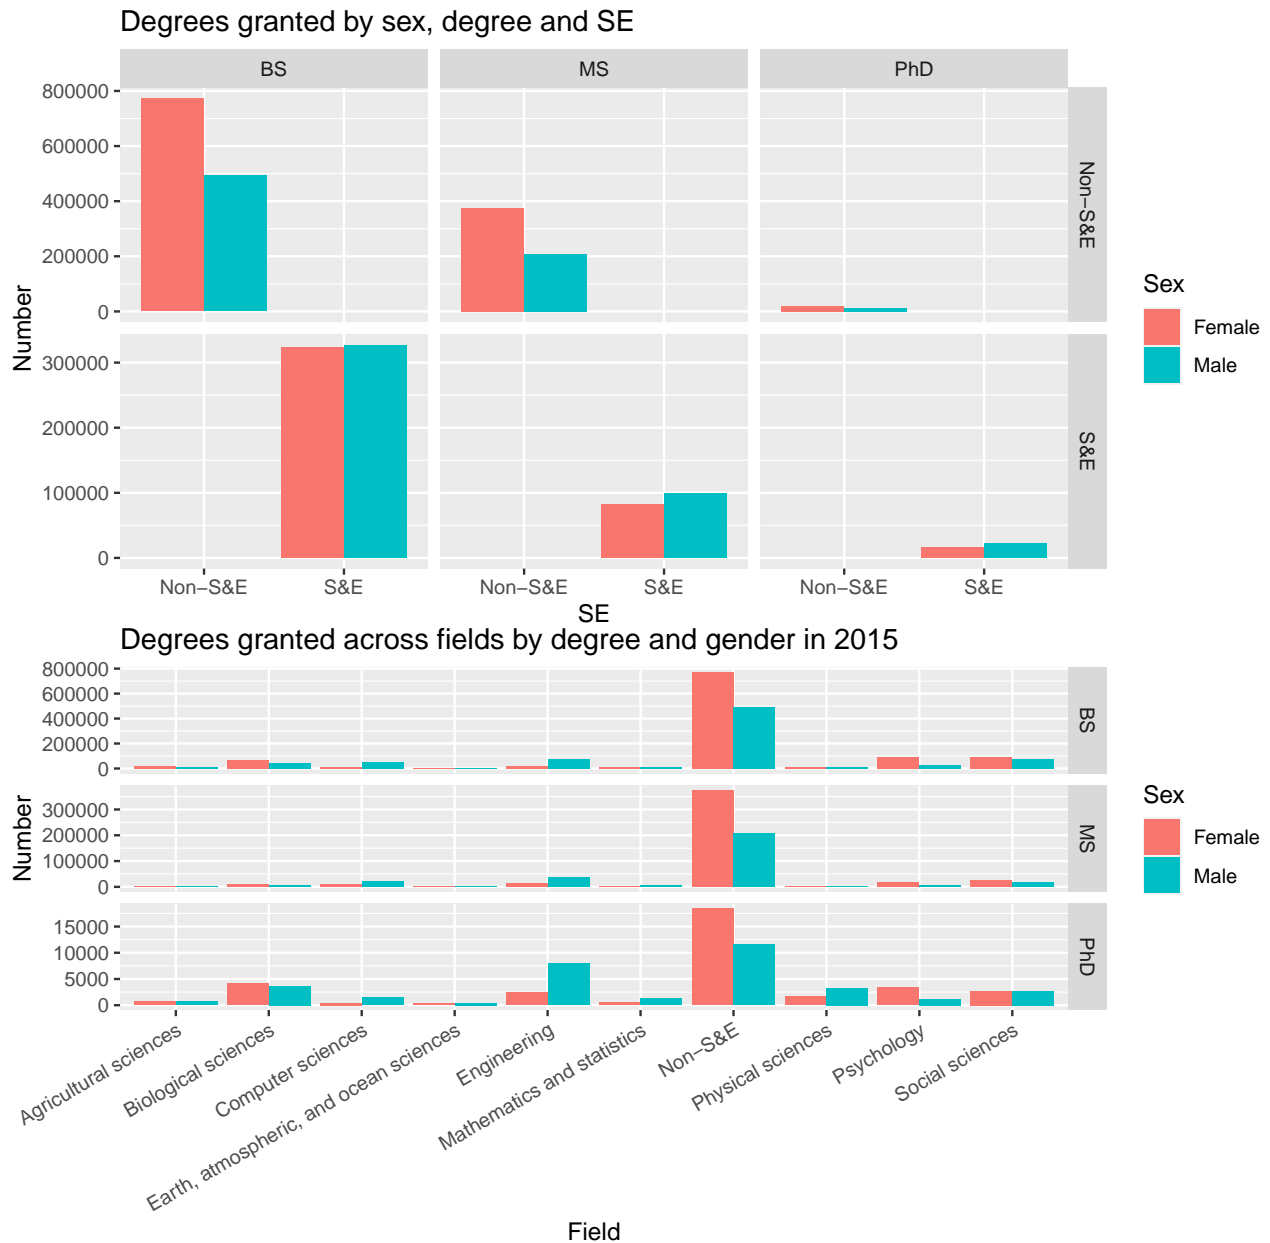 Degrees granted by sex, degree and SE
BS
MS
PhD
800000
600000
400000
200000
0
Non−S&E
300000
200000
100000
0
S&E
Number
Non−S&E
S&E
Non−S&E
S&E
Non−S&E
S&E
SE
Sex
Female
Male
Degrees granted across fields by degree and gender in 2015
800000
600000
400000
200000
0
BS
300000
200000
100000
0
MS
15000
10000
5000
0
PhD
Number
Agricultural sciences
Biological sciences
Computer sciences
Earth, atmospheric, and ocean sciences
Engineering
Mathematics and statistics
Non−S&E
Physical sciences
Psychology
Social sciences
Field
Sex
Female
Male